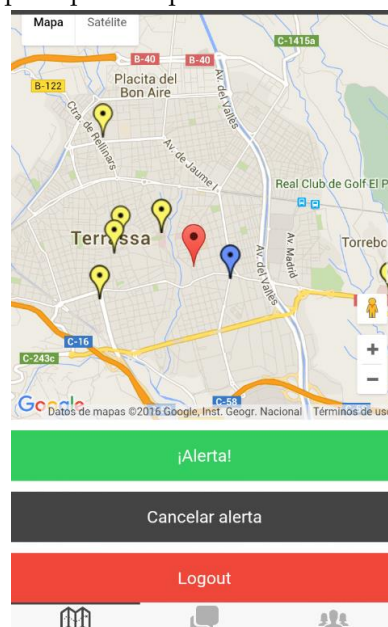 Mapa Satélite
C-1415a
B-40 B-40
Placita del
Bon Aire
B-122
Av. del Vallès
Ctra. de Rellinars
Av. de Jaume I
Real Club de Golf El P
Terrassa
Torrebo
Av. Madrid
Av. del Vallès
C-16
C-243c
+
−
C-58
Google
Datos de mapas ©2016 Google, Inst. Geogr. Nacional Términos de uso
¡Alerta!
Cancelar alerta
Logout